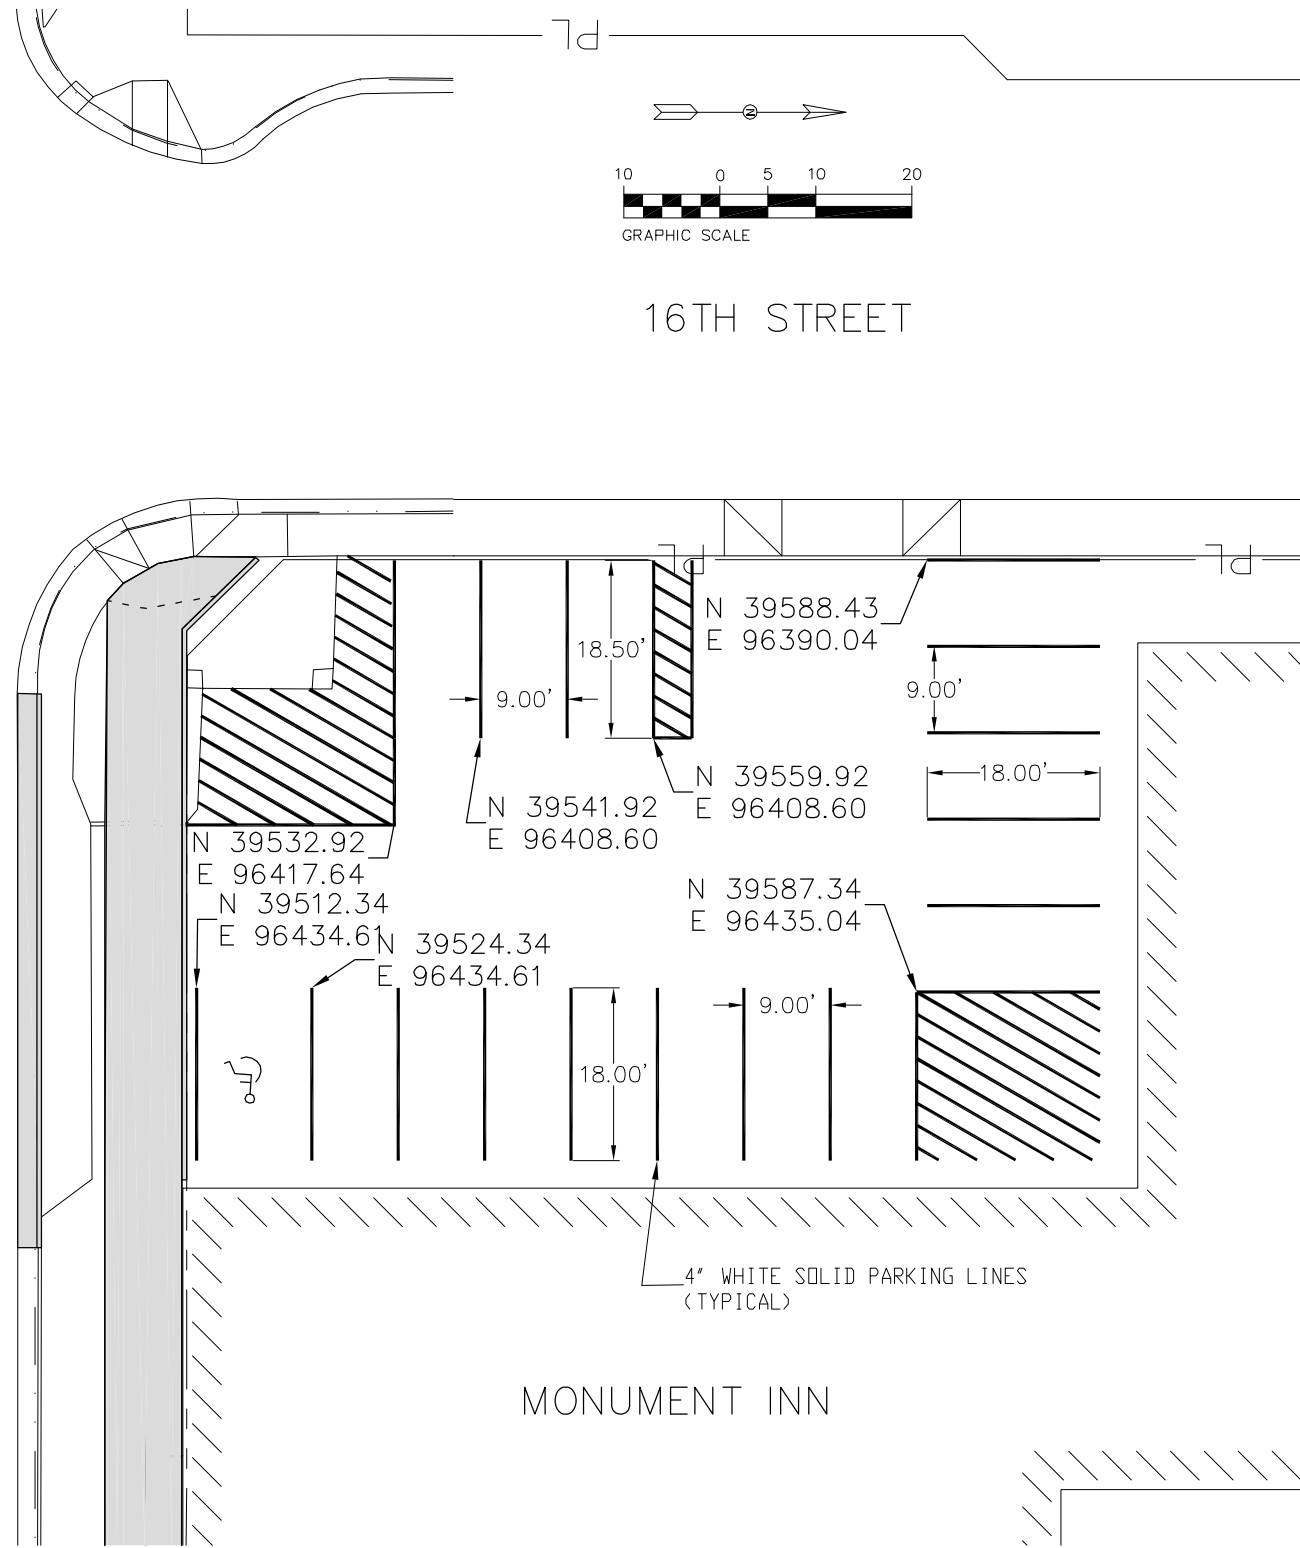 PL
N
10 0 5 10 20
GRAPHIC SCALE
16TH STREET
PL
PL
N 39588.43
E 96390.04
18.50'
9.00'
9.00'
18.00'
N 39559.92
E 96408.60
N 39541.92
E 96408.60
N 39532.92
E 96417.64
N 39512.34
E 96434.61
N 39524.34
E 96434.61
N 39587.34
E 96435.04
9.00'
18.00'
4" WHITE SOLID PARKING LINES
(TYPICAL)
MONUMENT INN